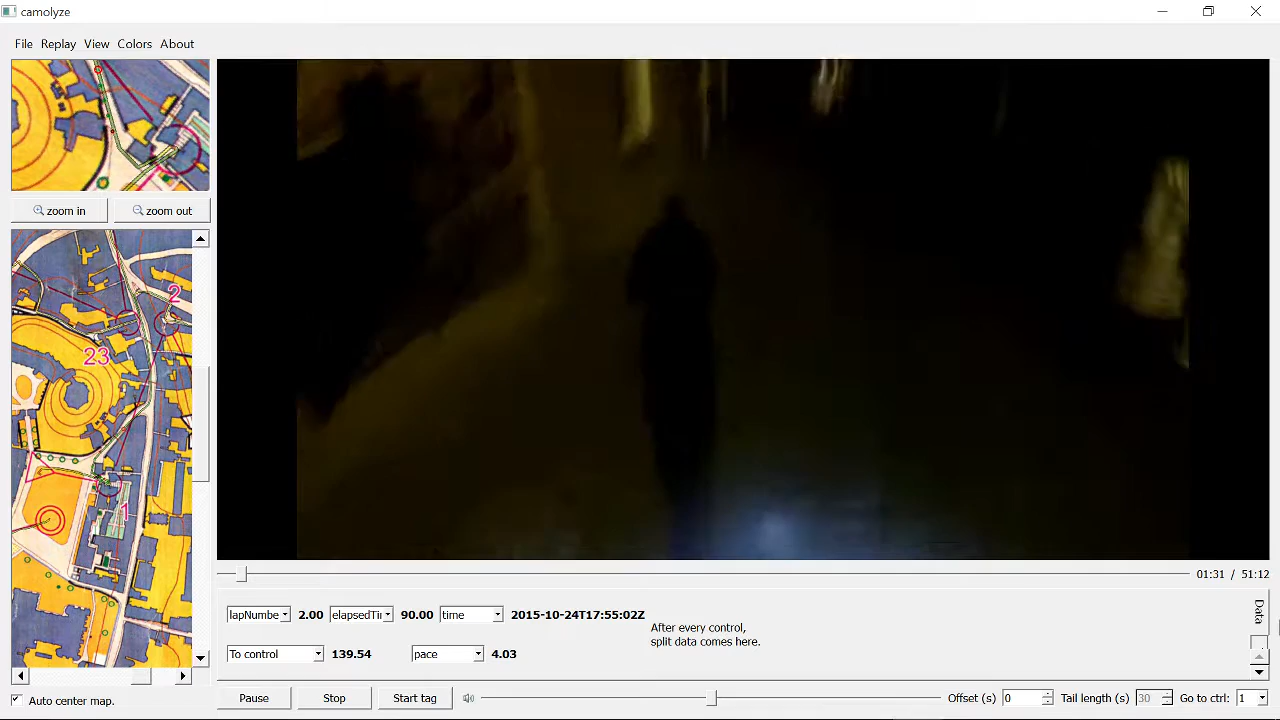 camolyze
File Replay View Colors About
zoom in zoom out
2
23
1
01:31 / 51:12
lapNumbe 2.00 elapsedTi 90.00 time 2015-10-24T17:55:02Z
After every control,
split data comes here.
To control 139.54 pace 4.03
Data
Auto center map.
Pause Stop Start tag Offset (s) 0 Tail length (s) 30 Go to ctrl: 1